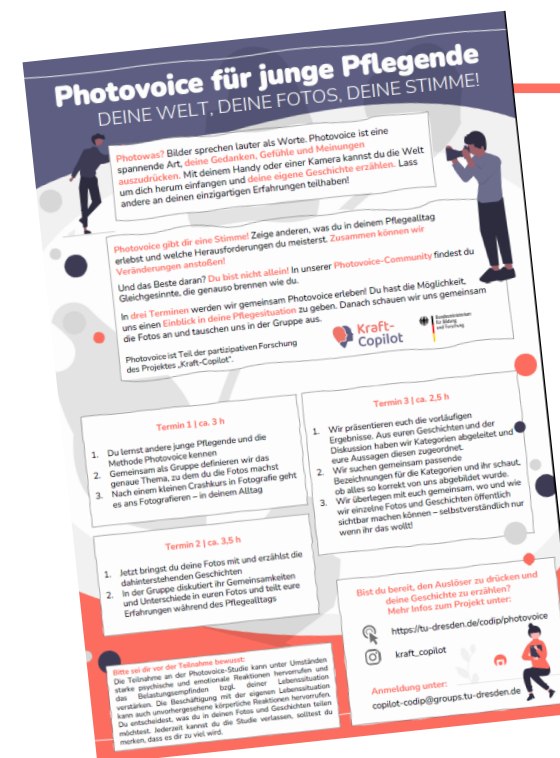 Photovoice für junge Pflegende
DEINE WELT, DEINE FOTOS, DEINE STIMME!
Photowas? Bilder sprechen lauter als Worte. Photovoice ist eine
spannende Art, deine Gedanken, Gefühle und Meinungen
auszudrücken. Mit deinem Handy oder einer Kamera kannst du die Welt
um dich herum einfangen und deine eigene Geschichte erzählen. Lass
andere an deinen einzigartigen Erfahrungen teilhaben!
Photovoice gibt dir eine Stimme! Zeige anderen, was du in deinem Pflegealltag
erlebst und welche Herausforderungen du meisterst. Zusammen können wir
Veränderungen anstoßen!
Und das Beste daran? Du bist nicht allein! In unserer Photovoice-Community findest du
Gleichgesinnte, die genauso brennen wie du.
In drei Terminen werden wir gemeinsam Photovoice erleben! Du hast die Möglichkeit,
uns einen Einblick in deine Pflegesituation zu geben. Danach schauen wir uns gemeinsam
die Fotos an und tauschen uns in der Gruppe aus.
Photovoice ist Teil der partizipativen Forschung
des Projektes „Kraft-Copilot".
Kraft-
Copilot
Bundesministerium
für Bildung
und Forschung
Termin 1 | ca. 3 h
1. Du lernst andere junge Pflegende und die
Methode Photovoice kennen
2. Gemeinsam als Gruppe definieren wir das
genaue Thema, zu dem du die Fotos machst
3. Nach einem kleinen Crashkurs in Fotografie geht
es ans Fotografieren – in deinem Alltag
Termin 2 | ca. 3,5 h
1. Jetzt bringst du deine Fotos mit und erzählst die
dahinterstehenden Geschichten
2. In der Gruppe diskutiert ihr Gemeinsamkeiten
und Unterschiede in euren Fotos und teilt eure
Erfahrungen während des Pflegealltags
Termin 3 | ca. 2,5 h
1. Wir präsentieren euch die vorläufigen
Ergebnisse. Aus euren Geschichten und der
Diskussion haben wir Kategorien abgeleitet und
eure Aussagen diesen zugeordnet.
2. Wir suchen gemeinsam passende
Bezeichnungen für die Kategorien und ihr schaut,
ob alles so korrekt von uns abgebildet wurde.
3. Wir überlegen mit euch gemeinsam, wo und wie
wir einzelne Fotos und Geschichten öffentlich
sichtbar machen können – selbstverständlich nur
wenn ihr das wollt!
Bitte sei dir vor der Teilnahme bewusst:
Die Teilnahme an der Photovoice-Studie kann unter Umständen
starke psychische und emotionale Reaktionen hervorrufen und
das Belastungsempfinden bzgl. deiner Lebenssituation
verstärken. Die Beschäftigung mit der eigenen Lebenssituation
kann auch unvorhergesehene körperliche Reaktionen hervorrufen.
Du entscheidest, was du in deinen Fotos und Geschichten teilen
möchtest. Jederzeit kannst du die Studie verlassen, solltest du
merken, dass es dir zu viel wird.
Bist du bereit, den Auslöser zu drücken und
deine Geschichte zu erzählen?
Mehr Infos zum Projekt unter:
https://tu-dresden.de/codip/photovoice
kraft_copilot
Anmeldung unter:
copilot-codip@groups.tu-dresden.de